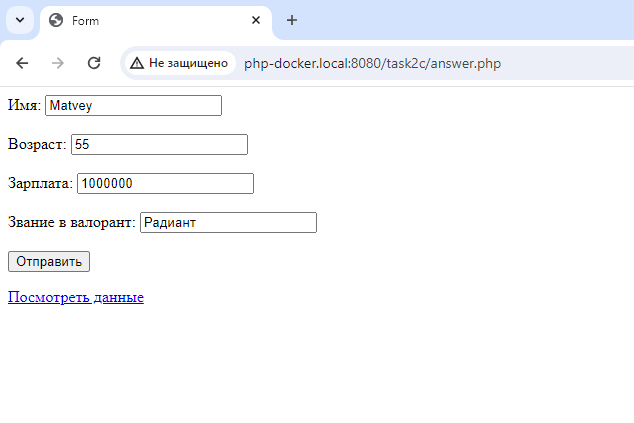 Form
Не защищено php-docker.local:8080/task2c/answer.php
Имя: Matvey
Возраст: 55
Зарплата: 1000000
Звание в валорант: Радиант
Отправить
Посмотреть данные